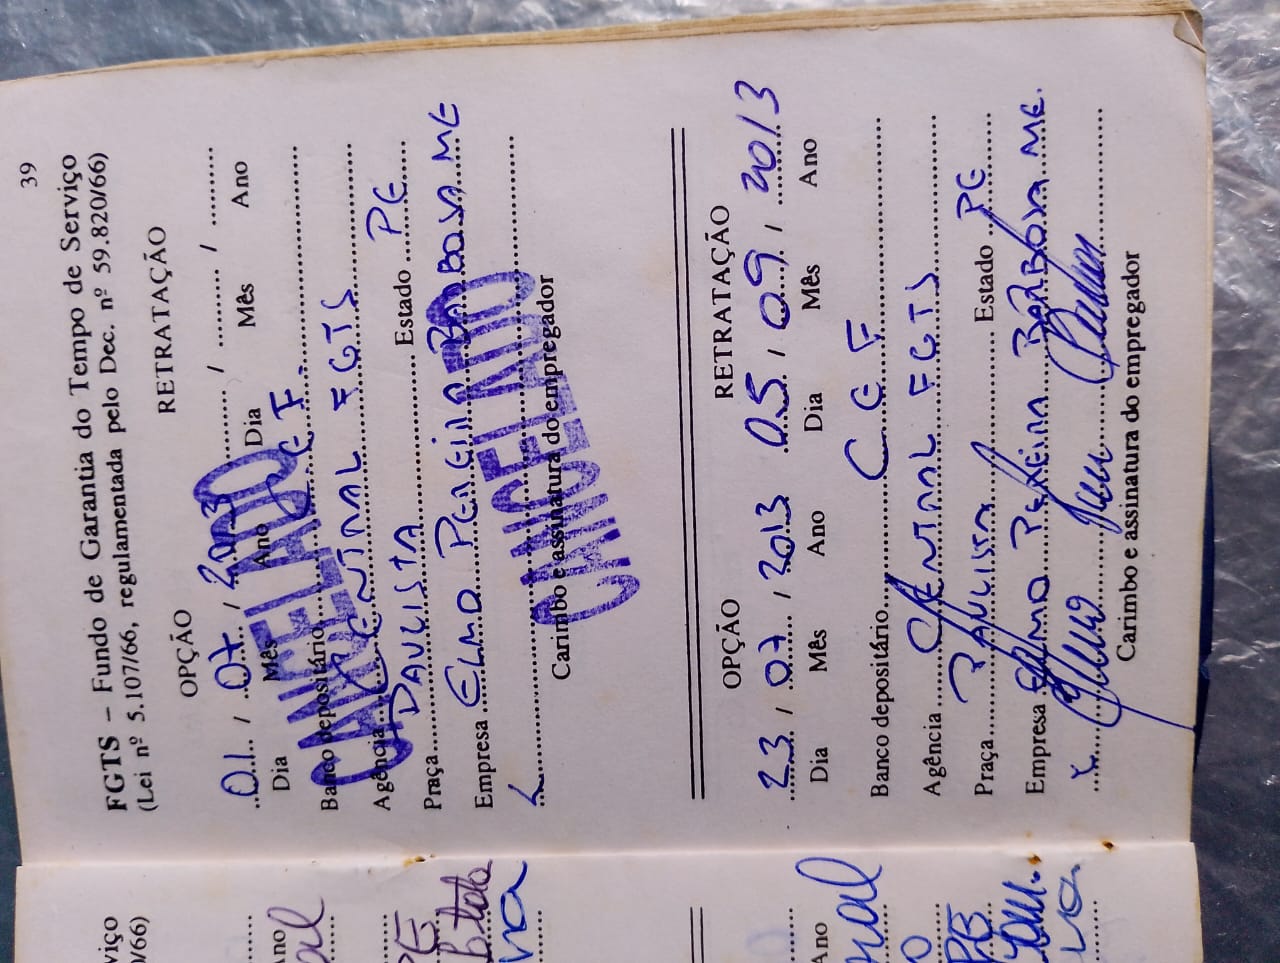 39
FGTS – Fundo de Garantia do Tempo de Serviço
(Lei nº 5.107/66, regulamentada pelo Dec. nº 59.820/66)
OPÇÃO RETRATAÇÃO
01 / 07 / 2013 ........ / ........ / ........
Dia Mês Ano Dia Mês Ano
CANCELADO
Banco depositário C E F.
Agência CENTRAL FGTS
Praça PAULISTA Estado PE
Empresa ELMO PEREIRA BARBOSA ME
Carimbo e assinatura do empregador
CANCELADO
OPÇÃO RETRATAÇÃO
23 / 07 / 2013 05 / 09 / 2013
Dia Mês Ano Dia Mês Ano
Banco depositário C E F
Agência CENTRAL FGTS
Praça PAULISTA Estado PE
Empresa ELMO PEREIRA BARBOSA ME.
Carimbo e assinatura do empregador